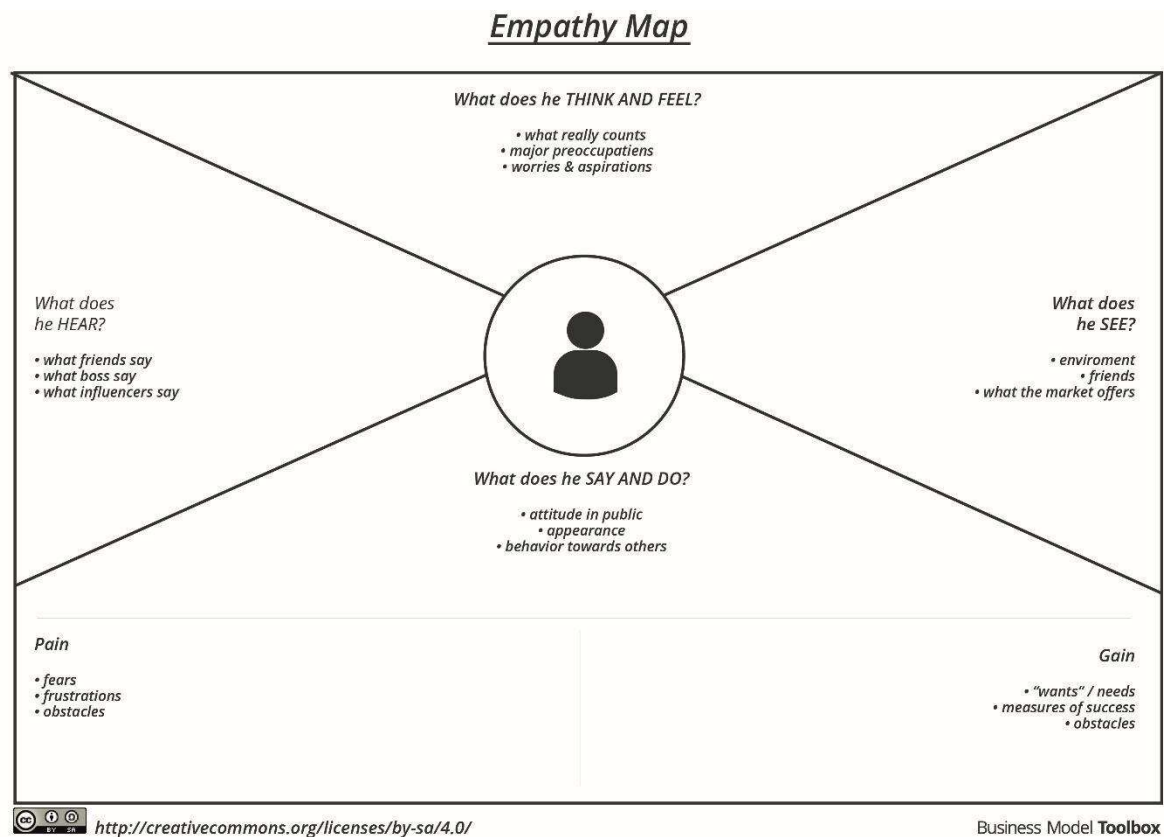 Empathy Map
What does he THINK AND FEEL?
• what really counts
• major preoccupatiens
• worries & aspirations
What does
he HEAR?
• what friends say
• what boss say
• what influencers say
What does
he SEE?
• enviroment
• friends
• what the market offers
What does he SAY AND DO?
• attitude in public
• appearance
• behavior towards others
Pain
• fears
• frustrations
• obstacles
Gain
• “wants” / needs
• measures of success
• obstacles
cc BY SA
http://creativecommons.org/licenses/by-sa/4.0/
Business Model Toolbox